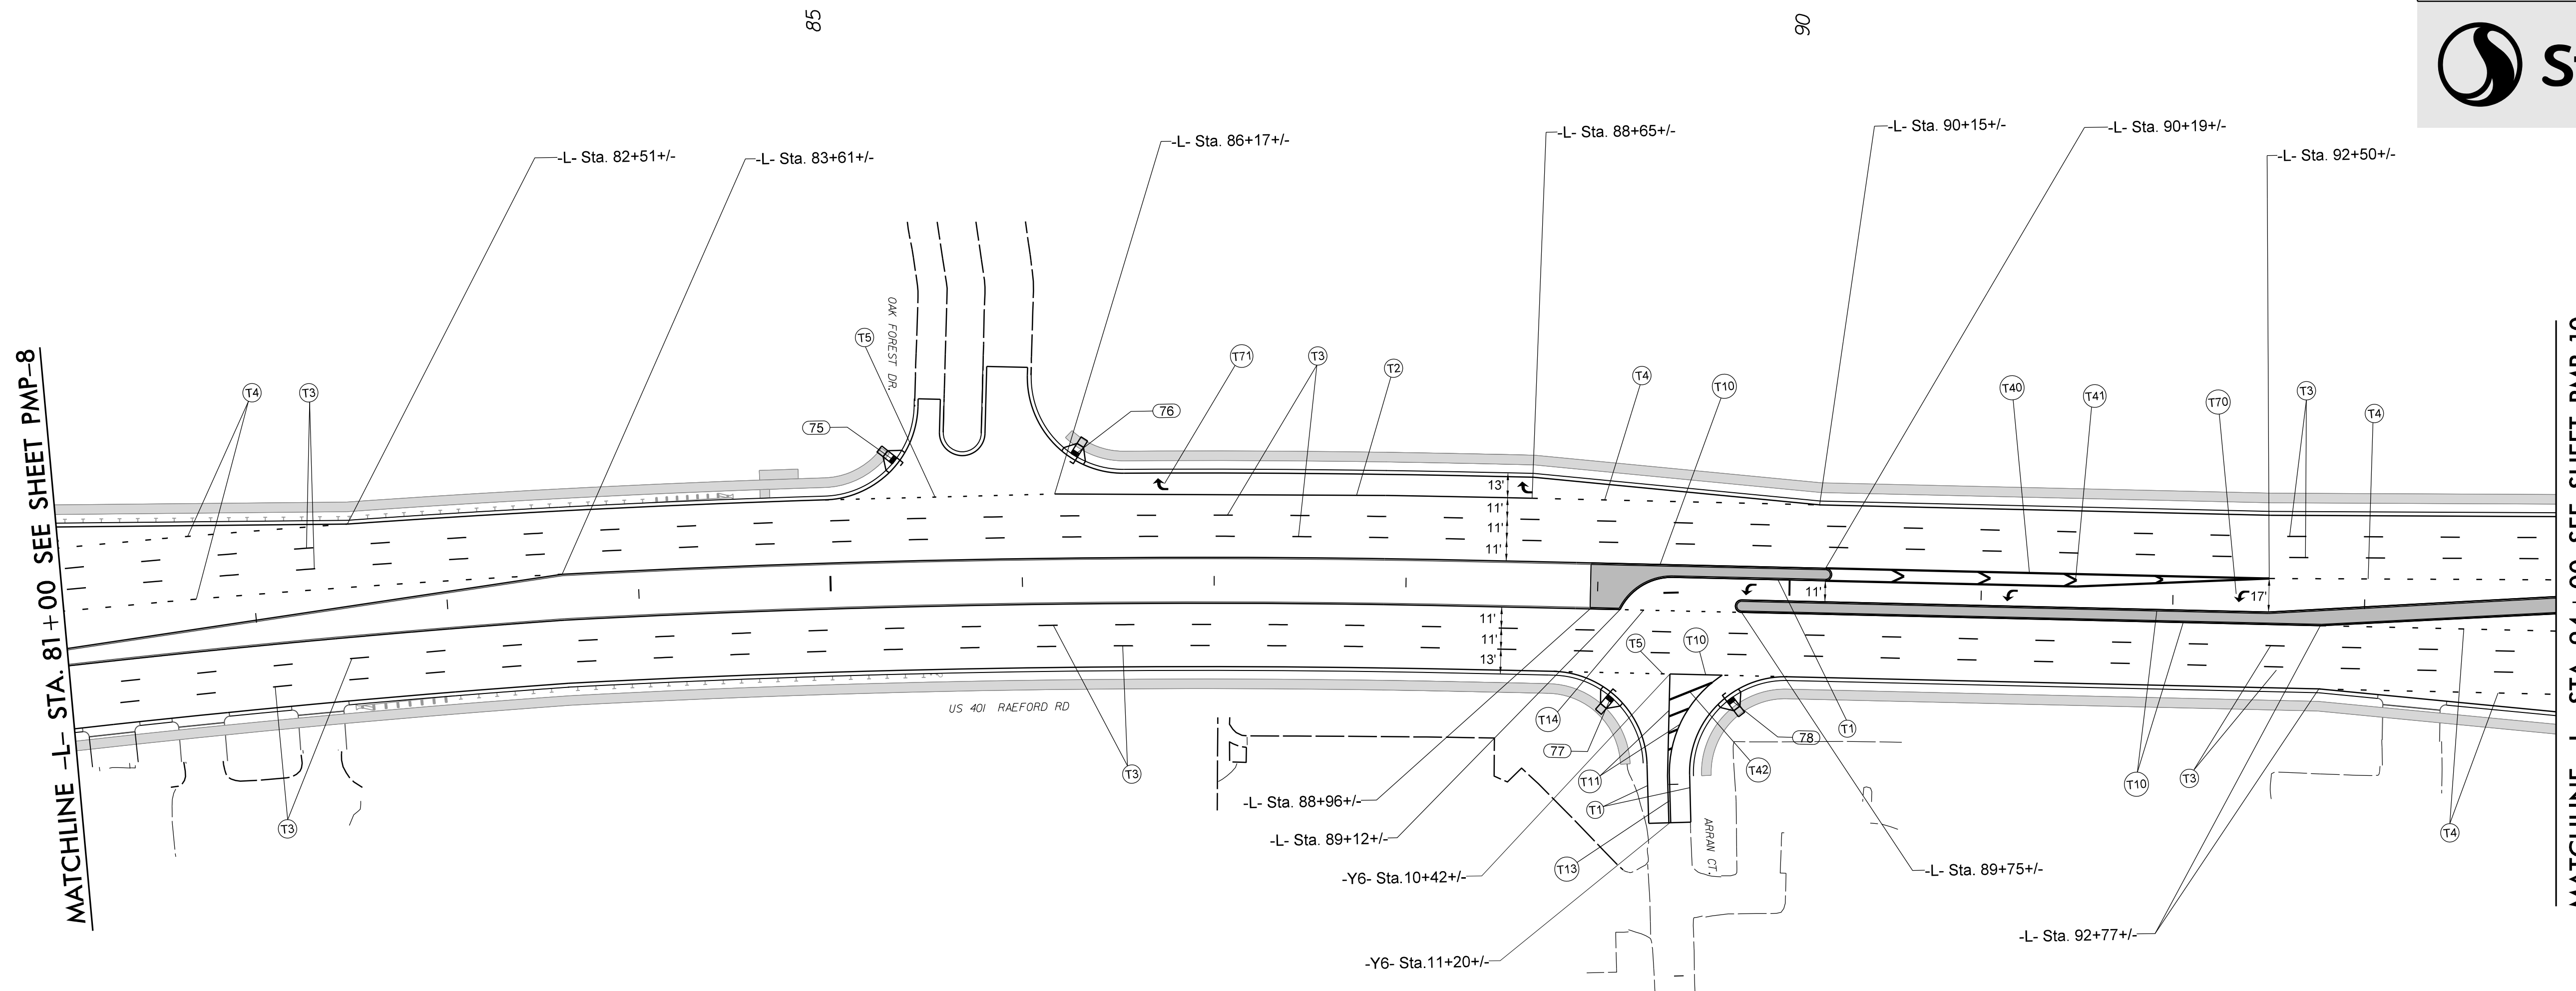 85
90
-L- Sta. 82+51+/-
-L- Sta. 83+61+/-
-L- Sta. 86+17+/-
-L- Sta. 88+65+/-
-L- Sta. 90+15+/-
-L- Sta. 90+19+/-
-L- Sta. 92+50+/-
MATCHLINE -L- STA. 81+00 SEE SHEET PMP-8
T4
T3
T5
OAK FOREST DR.
75
76
T71
T3
T2
T4
T10
T40
T41
T70
T3
T4
13'
11'
11'
11'
11'
17'
11'
11'
13'
T5
T10
US 401 RAEFORD RD
T14
77
78
T1
T11
T42
T1
T3
T3
T10
T3
T4
ARRAN CT.
T13
-L- Sta. 88+96+/-
-L- Sta. 89+12+/-
-Y6- Sta.10+42+/-
-Y6- Sta.11+20+/-
-L- Sta. 89+75+/-
-L- Sta. 92+77+/-